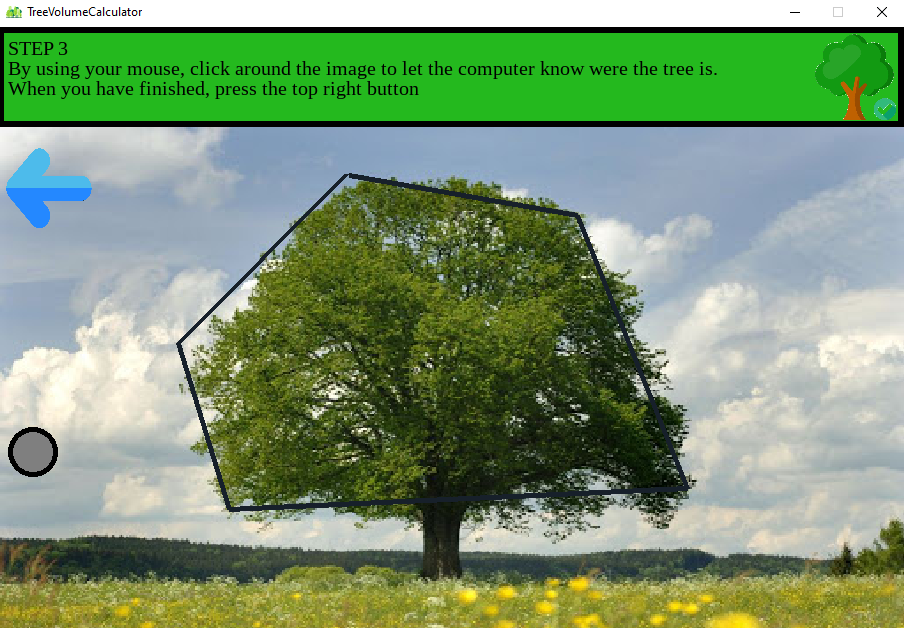 TreeVolumeCalculator
STEP 3
By using your mouse, click around the image to let the computer know were the tree is.
When you have finished, press the top right button